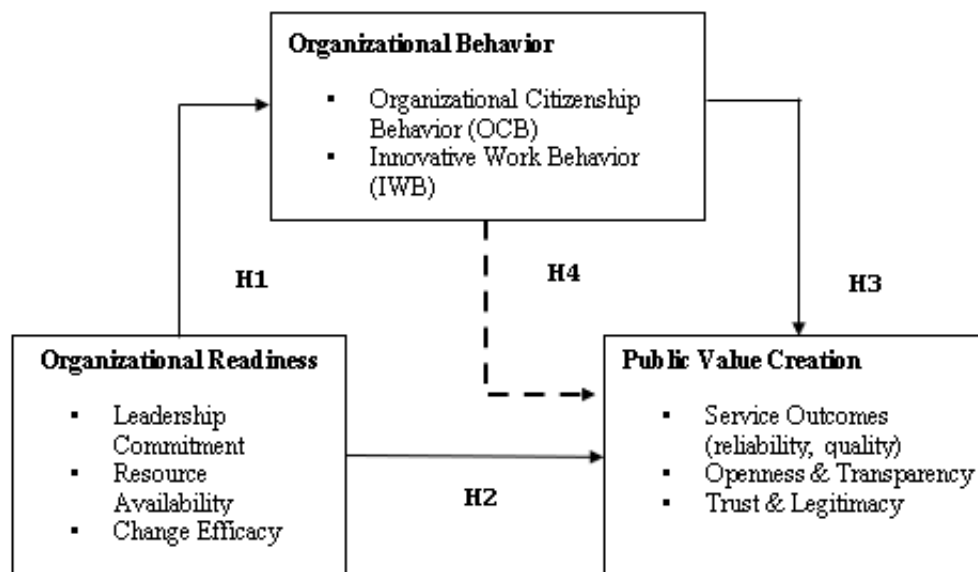 Organizational Behavior
▪ Organizational Citizenship
Behavior (OCB)
▪ Innovative Work Behavior
(IWB)
H1
H4
H3
Organizational Readiness
▪ Leadership
Commitment
▪ Resource
Availability
▪ Change Efficacy
H2
Public Value Creation
▪ Service Outcomes
(reliability, quality)
▪ Openness & Transparency
▪ Trust & Legitimacy